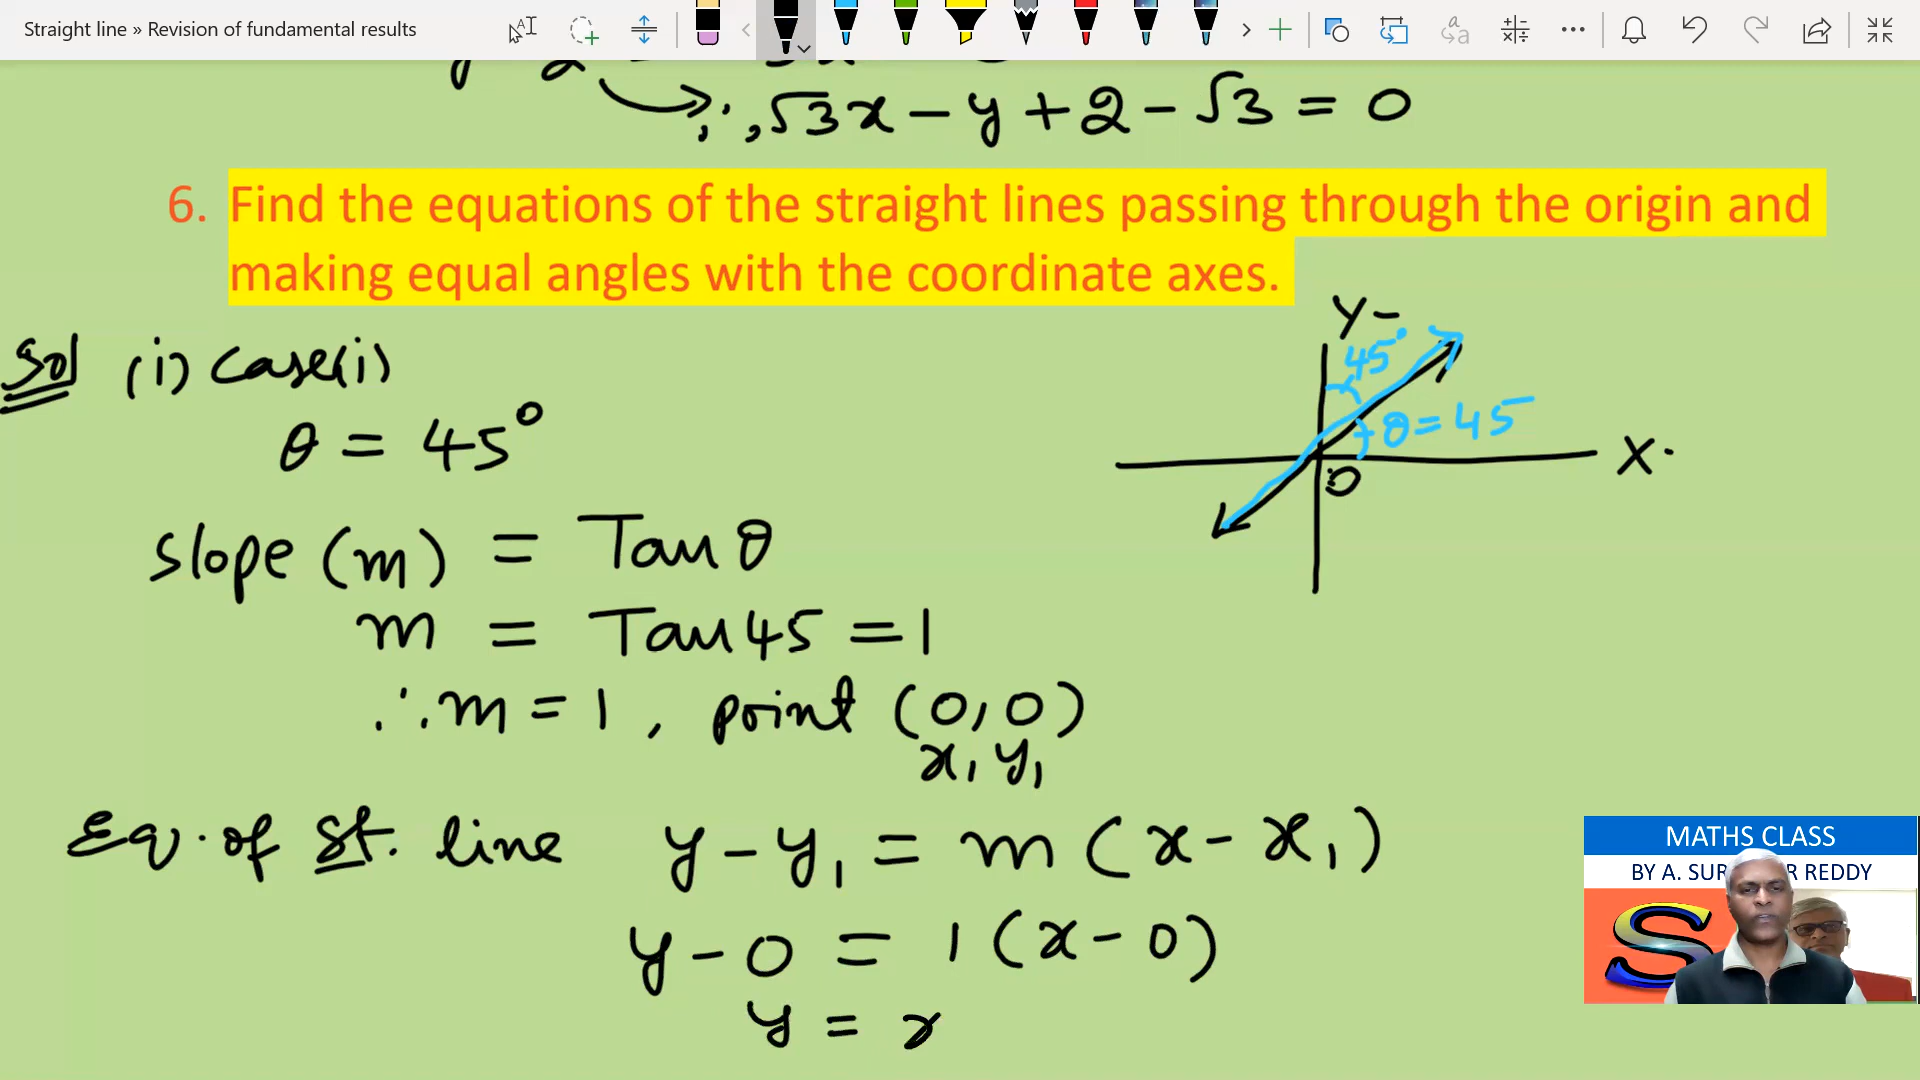 Straight line » Revision of fundamental results
∴, √3x - y + 2 - √3 = 0
6. Find the equations of the straight lines passing through the origin and
making equal angles with the coordinate axes.
Sol (i) Case(i)
θ = 45°
Slope (m) = Tan θ
m = Tan 45 = 1
∴ m = 1, point (0,0)
x₁ y₁
Eq. of St. line y - y₁ = m (x - x₁)
y - 0 = 1 (x - 0)
y = x
Y
45°
θ = 45
X
O
MATHS CLASS
BY A. SUR R REDDY
S